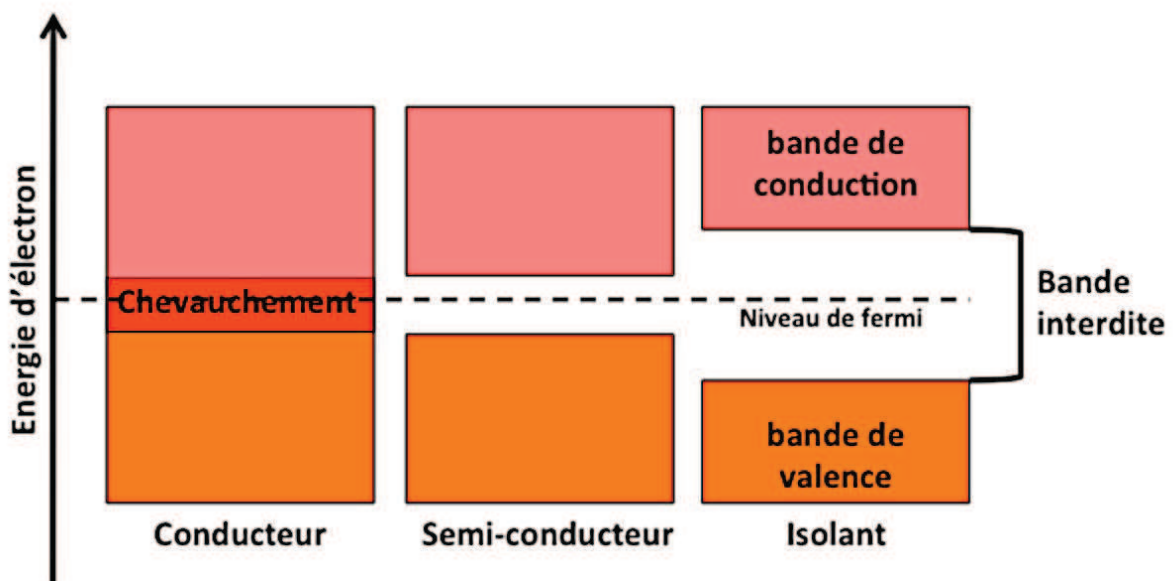 Energie d'électron
bande de
conduction
Chevauchement
Niveau de fermi
Bande
interdite
bande de
valence
Conducteur
Semi-conducteur
Isolant